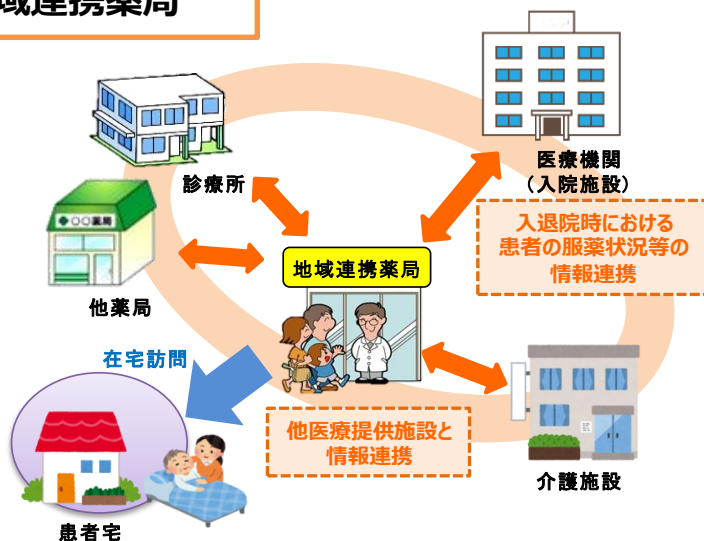 域連携薬局
診療所
医療機関
（入院施設）
入退院時における
患者の服薬状況等の
情報連携
○○薬局
他薬局
地域連携薬局
在宅訪問
他医療提供施設と
情報連携
介護施設
患者宅